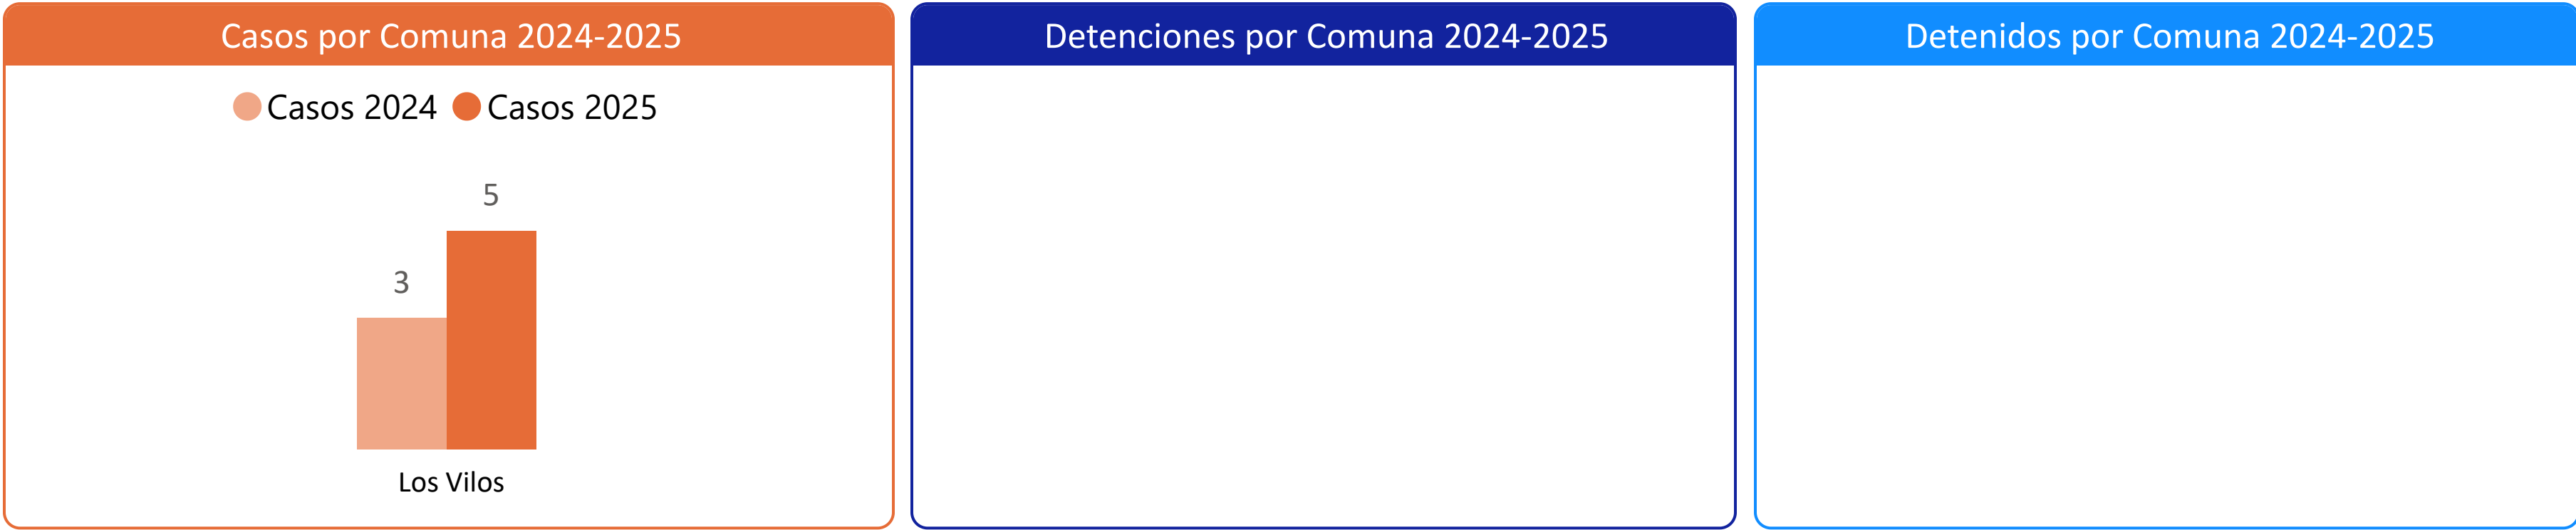 Casos por Comuna 2024-2025
Casos 2024 Casos 2025
5
3
Los Vilos
Detenciones por Comuna 2024-2025
Detenidos por Comuna 2024-2025